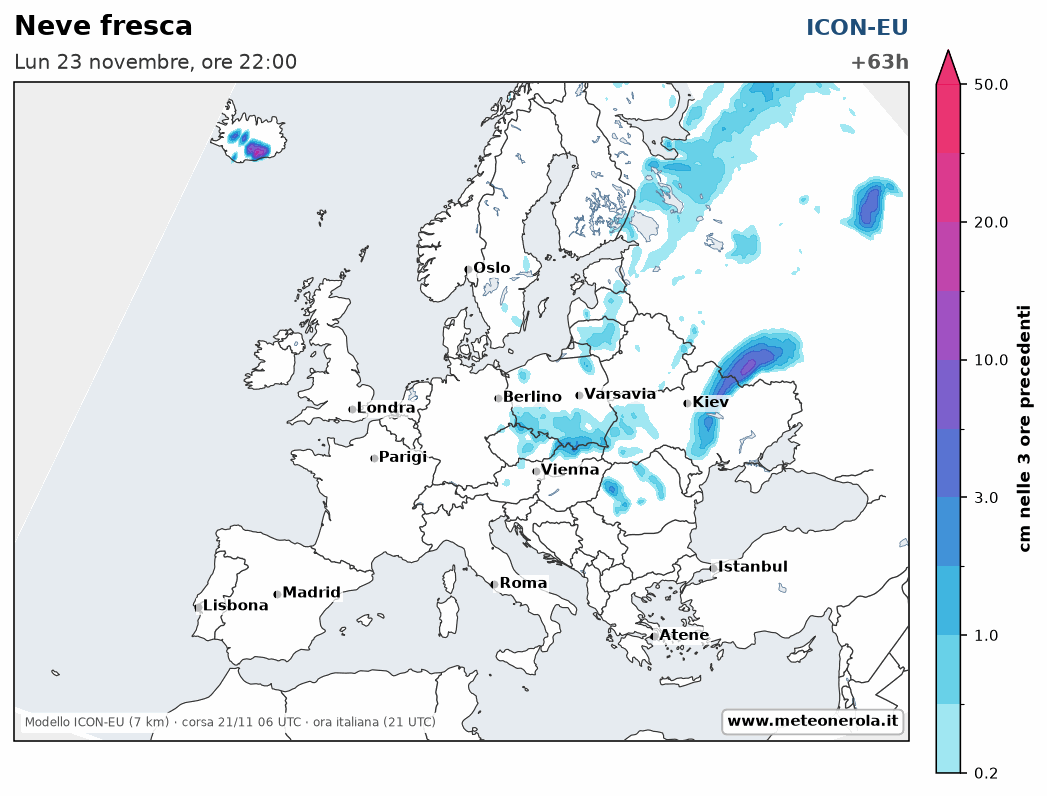 Neve fresca
ICON-EU
Lun 23 novembre, ore 22:00
+63h
50.0
20.0
10.0
3.0
1.0
0.2
cm nelle 3 ore precedenti
Oslo
Berlino
Varsavia
Kiev
Londra
Parigi
Vienna
Istanbul
Roma
Madrid
Lisbona
Atene
Modello ICON-EU (7 km) · corsa 21/11 06 UTC · ora italiana (21 UTC)
www.meteonerola.it